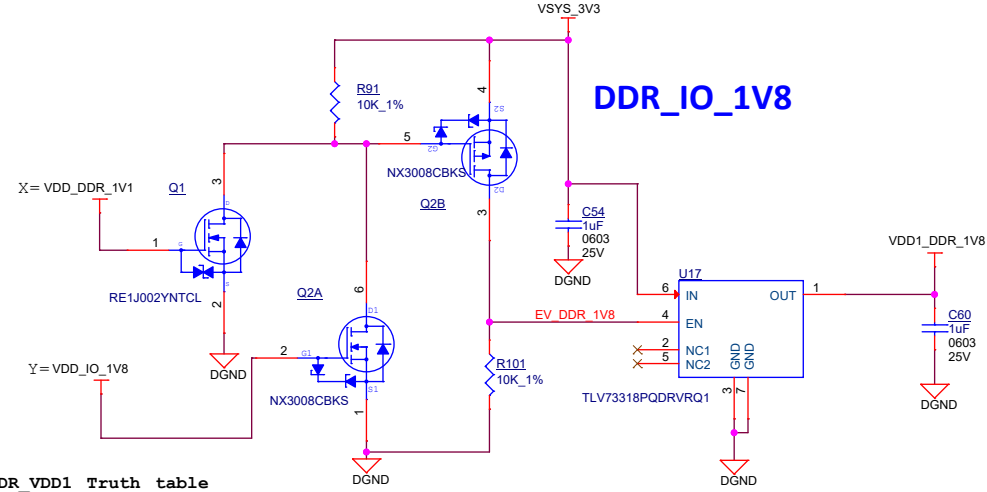 VSYS_3V3
DDR_IO_1V8
R91
10K_1%
4
S2
5
G2
NX3008CBKS
Q2B
D2
3
X= VDD_DDR_1V1
Q1
3
D
1
G
S
2
RE1J002YNTCL
DGND
C54
1uF
0603
25V
DGND
VDD1_DDR_1V8
U17
6
IN
OUT
1
EV_DDR_1V8
4
EN
2
NC1
5
NC2
GND
GND
3
7
TLV73318PQDRVRQ1
DGND
C60
1uF
0603
25V
DGND
Q2A
6
D1
2
G1
S1
1
NX3008CBKS
Y= VDD_IO_1V8
R101
10K_1%
DGND
DR_VDD1 Truth table